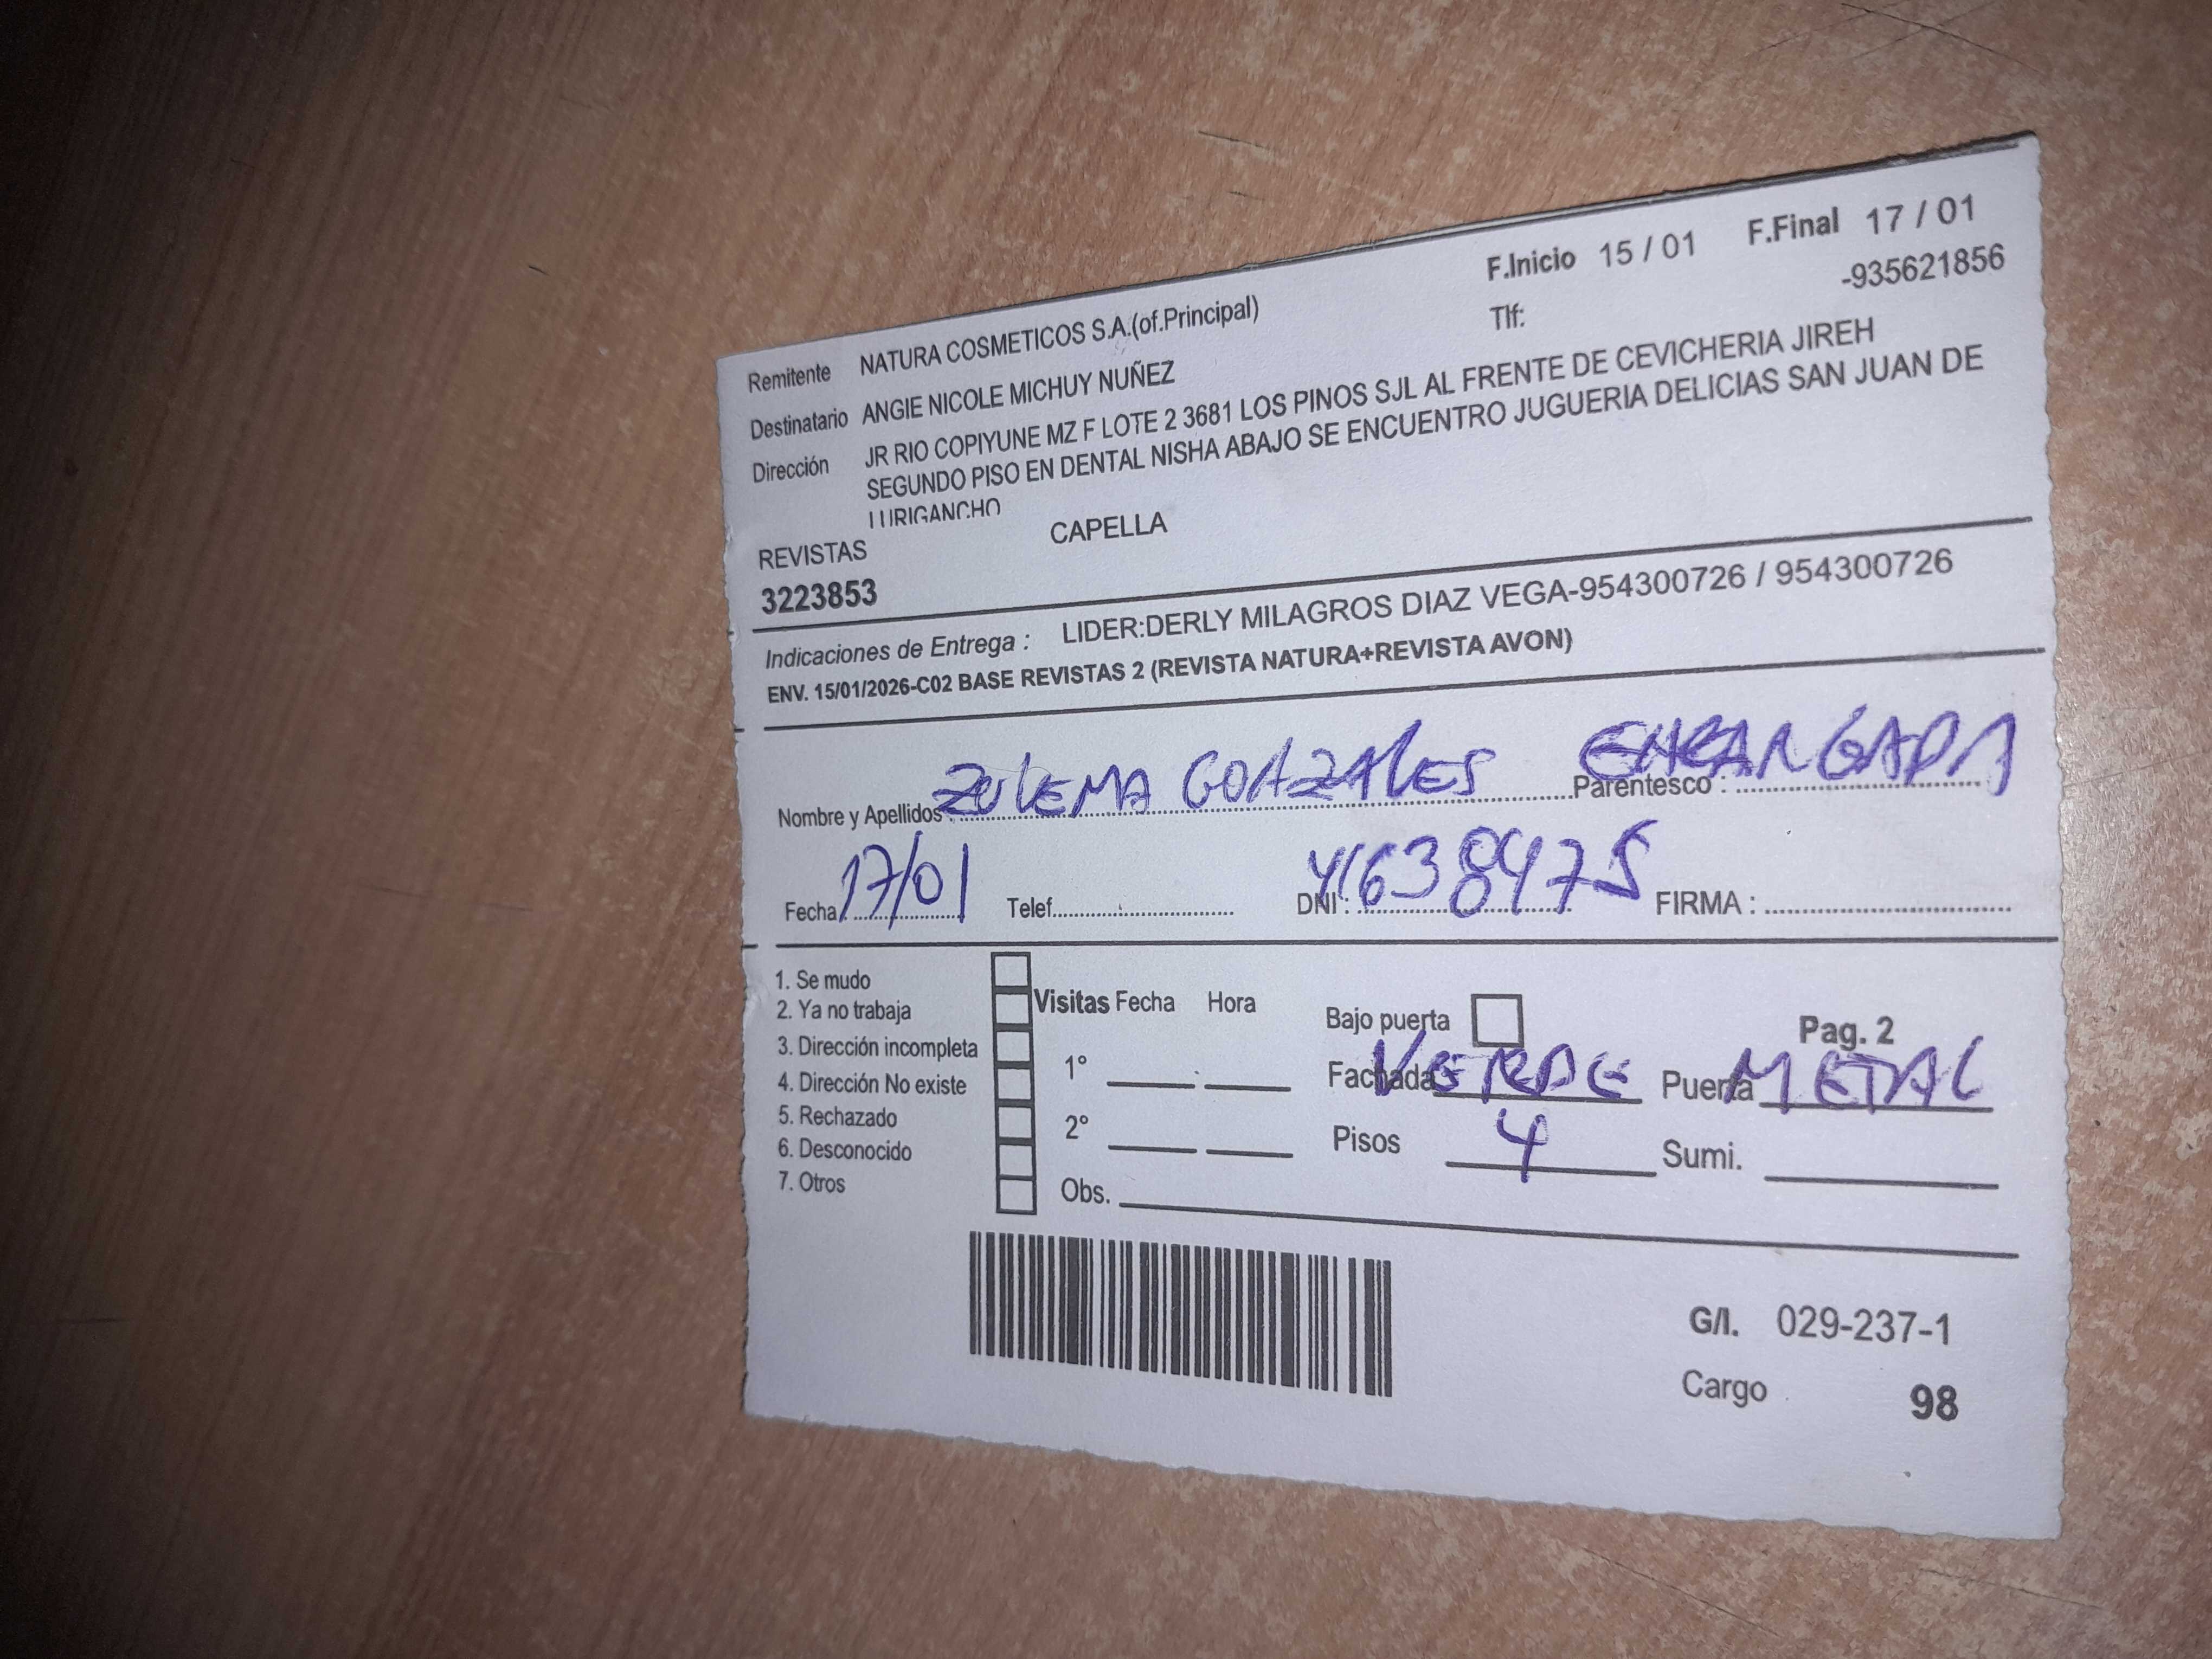 F.Inicio 15 / 01 F.Final 17 / 01
Remitente NATURA COSMETICOS S.A.(of.Principal) Tlf: -935621856
Destinatario ANGIE NICOLE MICHUY NUÑEZ
Dirección JR RIO COPIYUNE MZ F LOTE 2 3681 LOS PINOS SJL AL FRENTE DE CEVICHERIA JIREH
SEGUNDO PISO EN DENTAL NISHA ABAJO SE ENCUENTRO JUGUERIA DELICIAS SAN JUAN DE
LURIGANCHO
REVISTAS CAPELLA
3223853
Indicaciones de Entrega : LIDER:DERLY MILAGROS DIAZ VEGA-954300726 / 954300726
ENV. 15/01/2026-C02 BASE REVISTAS 2 (REVISTA NATURA+REVISTA AVON)
Nombre y Apellidos : ZULEMA GONZALES Parentesco : ENCARGADA
Fecha 17/01 Telef. DNI : 41638475 FIRMA :
1. Se mudo
2. Ya no trabaja
3. Dirección incompleta
4. Dirección No existe
5. Rechazado
6. Desconocido
7. Otros
Visitas Fecha Hora
1°
2°
Obs.
Bajo puerta Pag. 2
Fachada VERDE Puerta METAL
Pisos 4 Sumi.
G/I. 029-237-1
Cargo 98